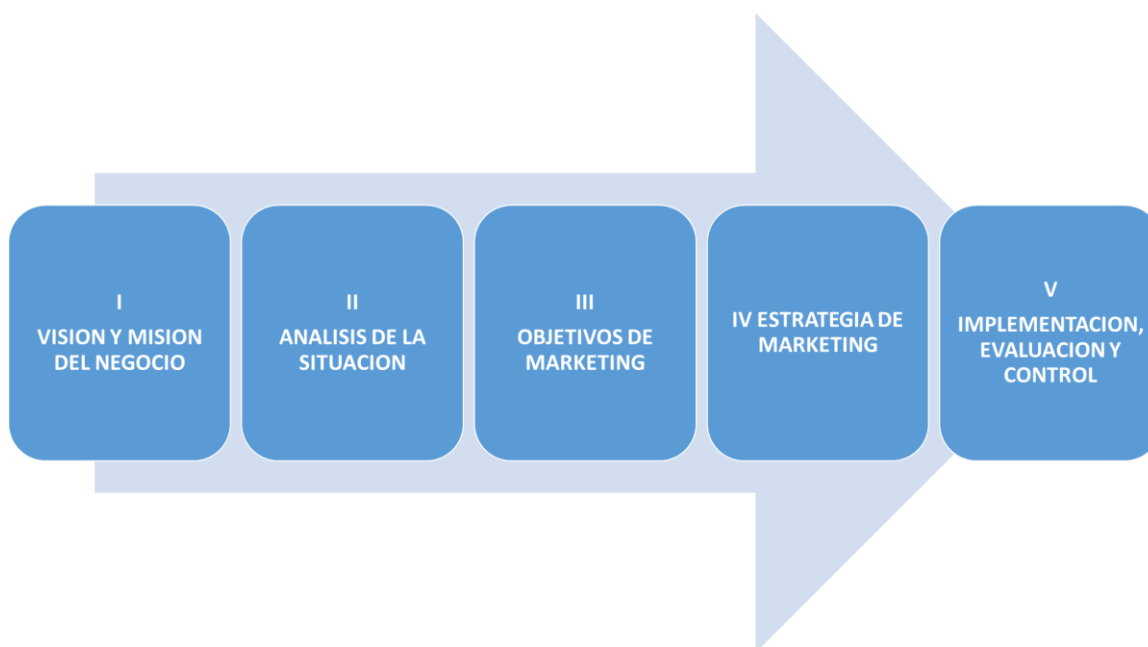 I
VISION Y MISION
DEL NEGOCIO
II
ANALISIS DE LA
SITUACION
III
OBJETIVOS DE
MARKETING
IV ESTRATEGIA DE
MARKETING
V
IMPLEMENTACION,
EVALUACION Y
CONTROL